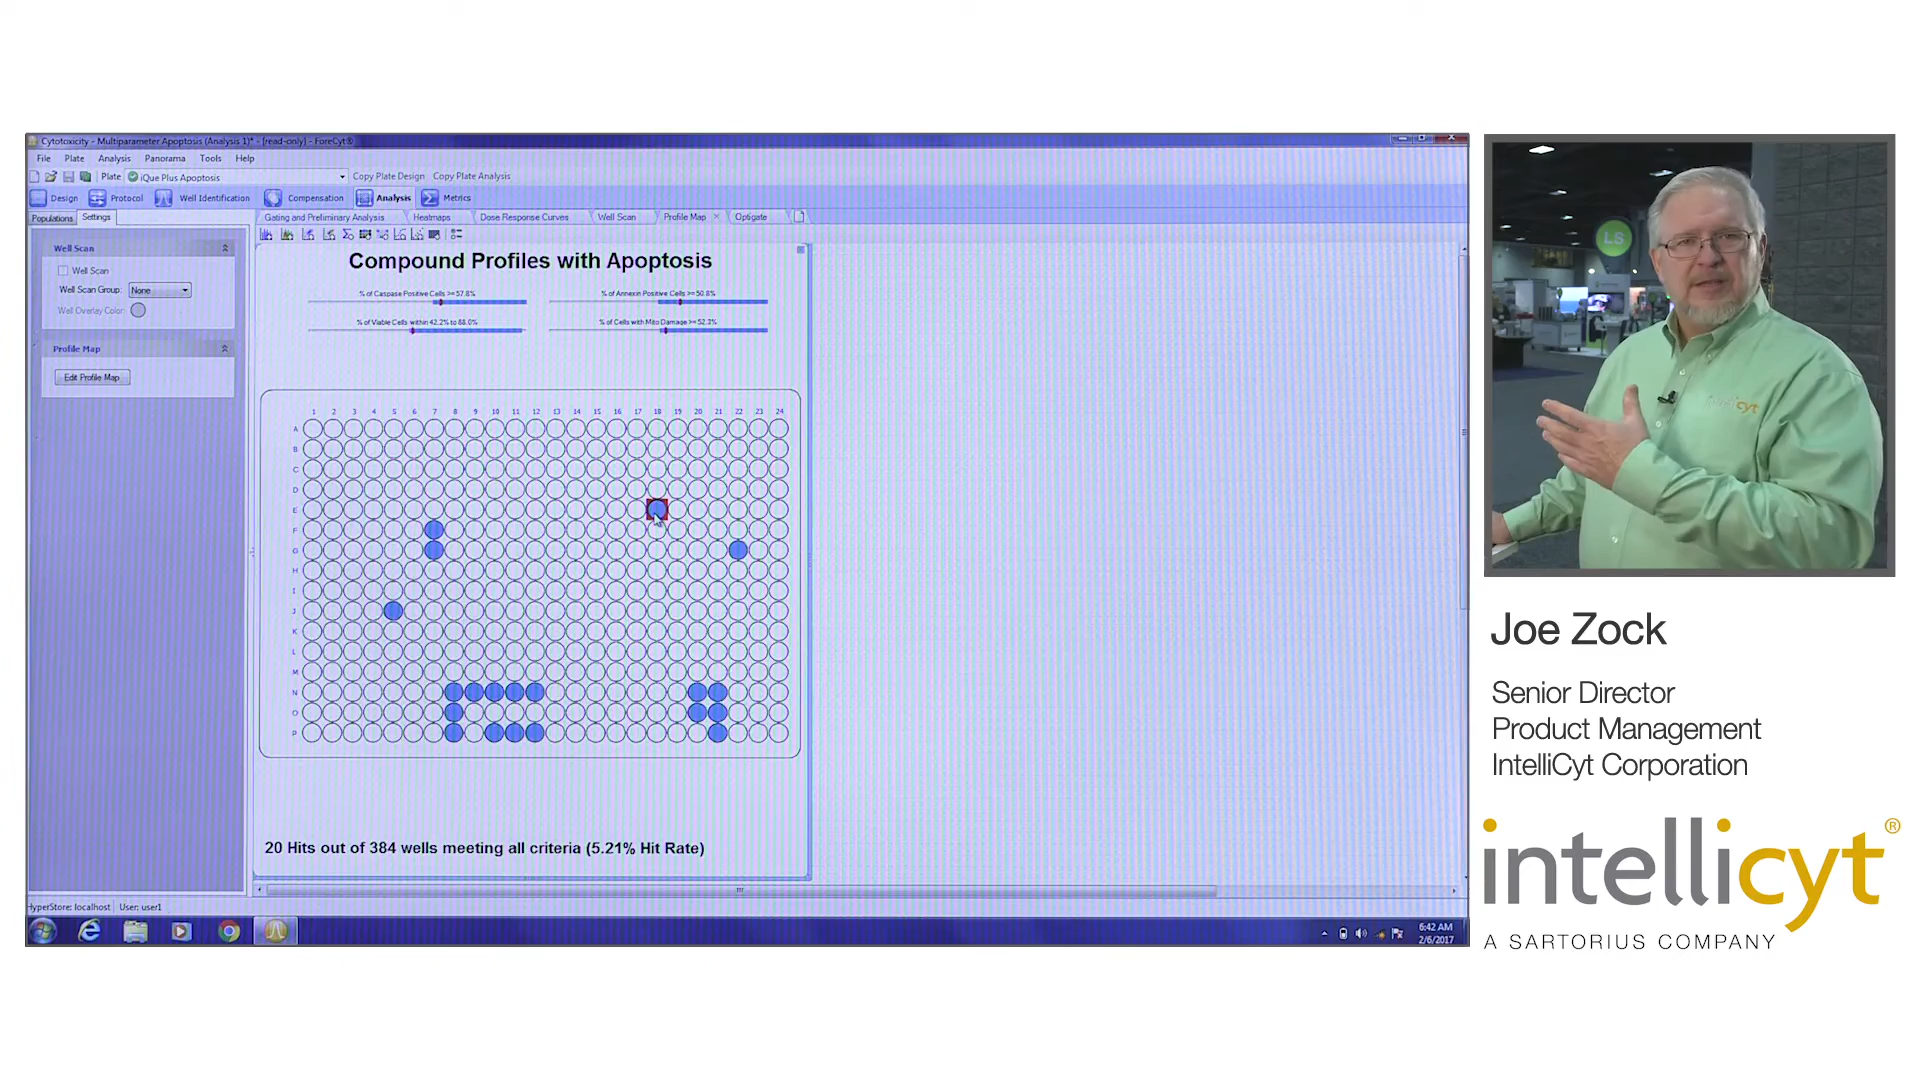 Cytotoxicity - Multiparameter Apoptosis (Analysis 1)* - [read-only] - ForeCyt®
File Plate Analysis Panorama Tools Help
Plate iQue Plus Apoptosis Copy Plate Design Copy Plate Analysis
Design Protocol Well Identification Compensation Analysis Metrics
Populations Settings
Gating and Preliminary Analysis Heatmaps Dose Response Curves Well Scan Profile Map Optigate
Well Scan
Well Scan
Well Scan Group: None
Well Overlay Color:
Profile Map
Edit Profile Map
Compound Profiles with Apoptosis
% of Caspase Positive Cells >= 57.8%
% of Annexin Positive Cells >= 50.8%
% of Viable Cells within 42.2% to 88.0%
% of Cells with Mito Damage >= 52.3%
1 2 3 4 5 6 7 8 9 10 11 12 13 14 15 16 17 18 19 20 21 22 23 24
A
B
C
D
E
F
G
H
I
J
K
L
M
N
O
P
20 Hits out of 384 wells meeting all criteria (5.21% Hit Rate)
HyperStore: localhost User: user1
6:42 AM
2/6/2017
LS
intellicyt
Joe Zock
Senior Director
Product Management
IntelliCyt Corporation
intellicyt®
A SARTORIUS COMPANY